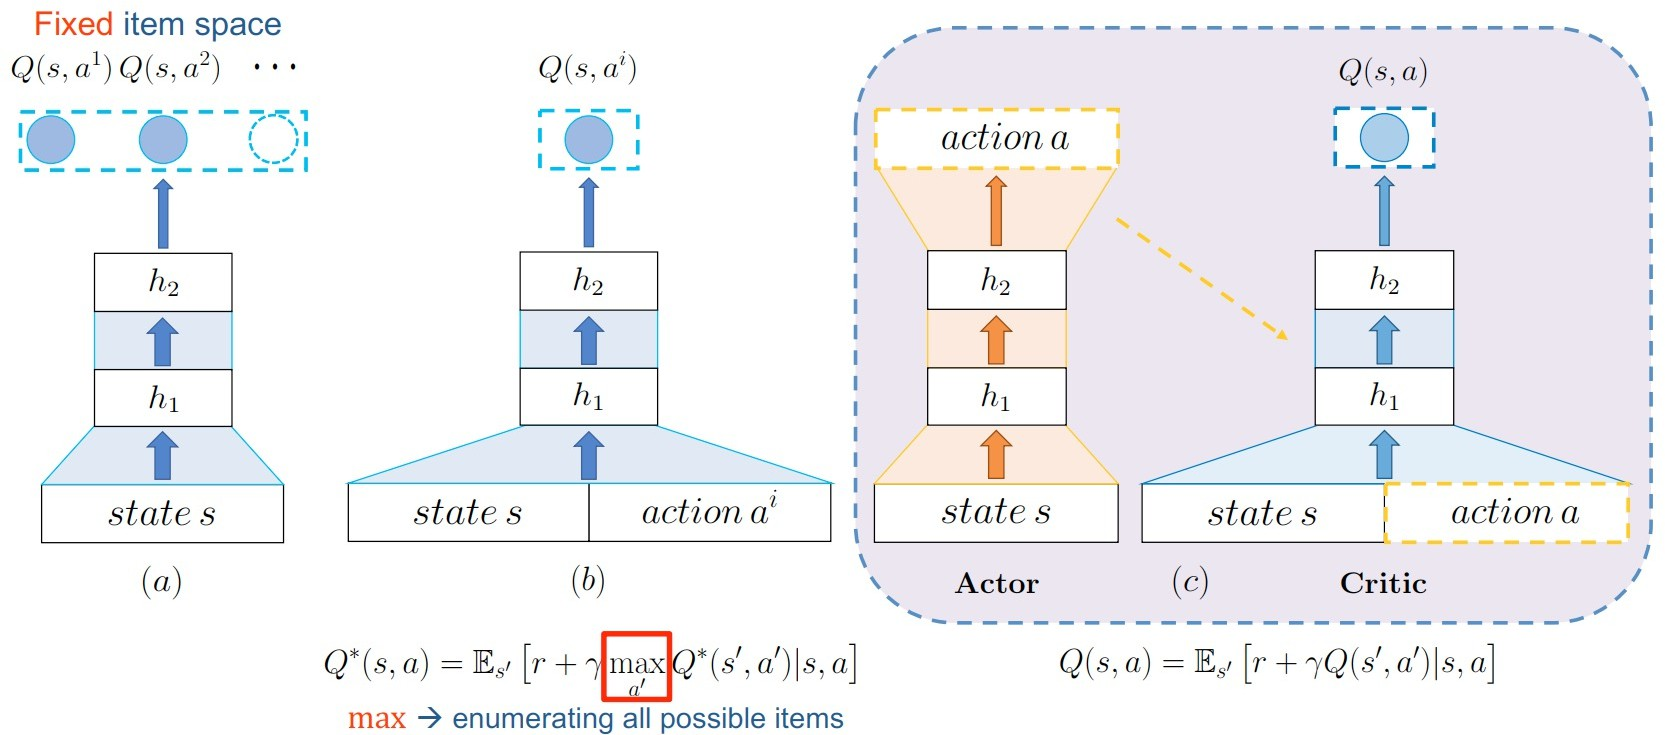 Fixed item space
Q(s, a¹) Q(s, a²) ···
h₂
h₁
state s
(a)
Q(s, aⁱ)
h₂
h₁
state s
action aⁱ
(b)
action a
h₂
h₁
state s
Actor
(c)
Q(s, a)
h₂
h₁
state s
action a
Critic
Q*(s, a) = 𝔼ₛ′ [r + γ max Q*(s′, a′)|s, a]
a′
max → enumerating all possible items
Q(s, a) = 𝔼ₛ′ [r + γQ(s′, a′)|s, a]